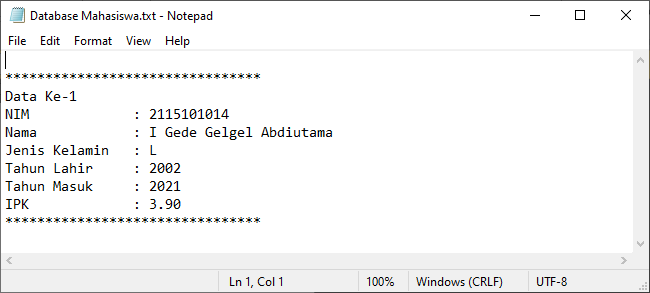 Database Mahasiswa.txt - Notepad
File Edit Format View Help
********************************
Data Ke-1
NIM : 2115101014
Nama : I Gede Gelgel Abdiutama
Jenis Kelamin : L
Tahun Lahir : 2002
Tahun Masuk : 2021
IPK : 3.90
********************************
Ln 1, Col 1 100% Windows (CRLF) UTF-8